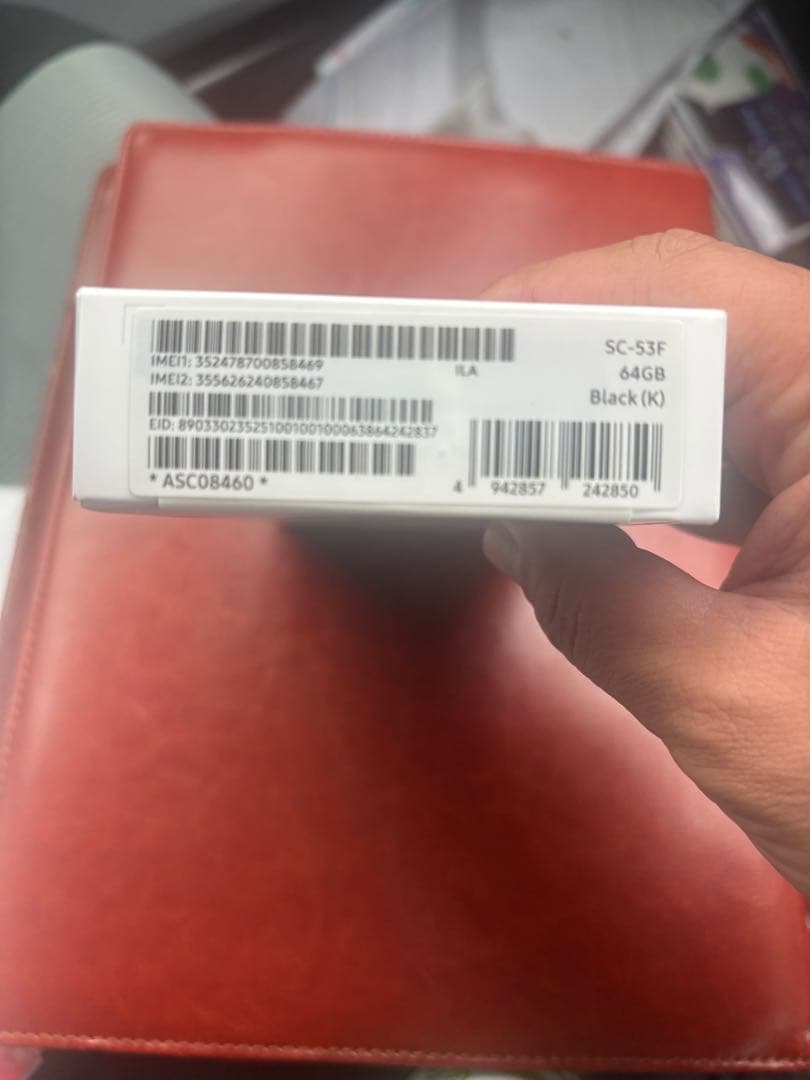 IMEI1: 352478700858469
ILA
IMEI2: 355626240858467
EID: 89033023525100100100063864242837
* ASC08460 *
SC-53F
64GB
Black (K)
4 942857 242850